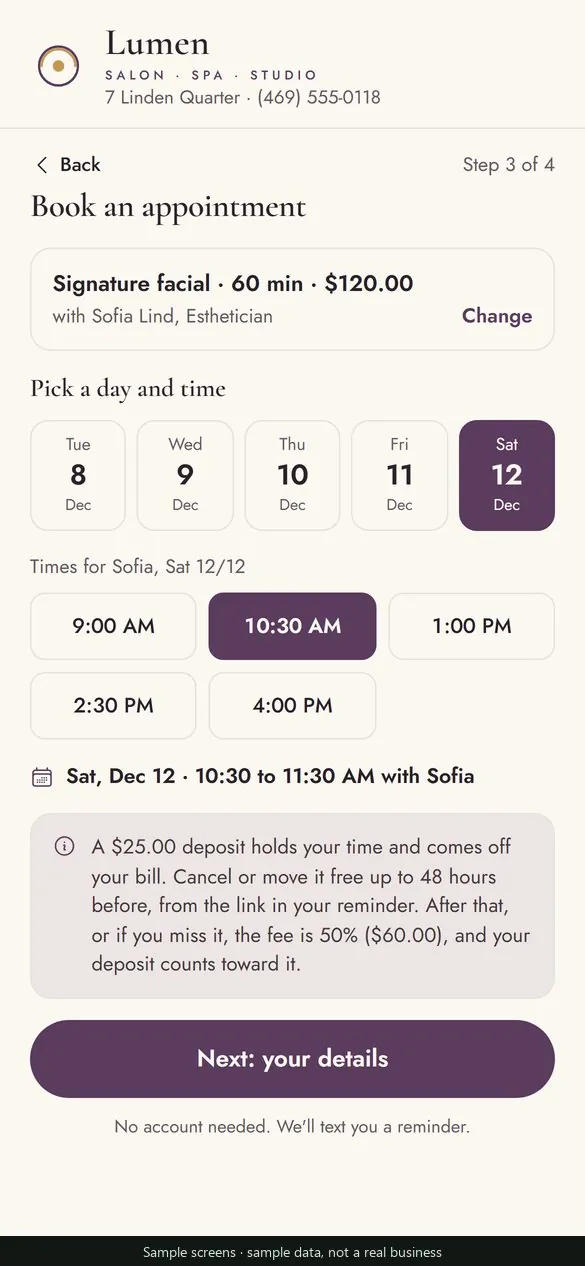 Lumen
SALON · SPA · STUDIO
7 Linden Quarter · (469) 555-0118
Back
Step 3 of 4
Book an appointment
Signature facial · 60 min · $120.00
with Sofia Lind, Esthetician
Change
Pick a day and time
Tue
8
Dec
Wed
9
Dec
Thu
10
Dec
Fri
11
Dec
Sat
12
Dec
Times for Sofia, Sat 12/12
9:00 AM
10:30 AM
1:00 PM
2:30 PM
4:00 PM
Sat, Dec 12 · 10:30 to 11:30 AM with Sofia
A $25.00 deposit holds your time and comes off
your bill. Cancel or move it free up to 48 hours
before, from the link in your reminder. After that,
or if you miss it, the fee is 50% ($60.00), and your
deposit counts toward it.
Next: your details
No account needed. We'll text you a reminder.
Sample screens · sample data, not a real business